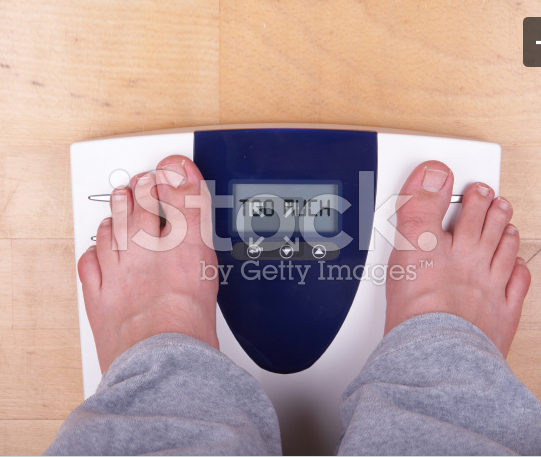 TOO MUCH
iStock.
by Getty Images™